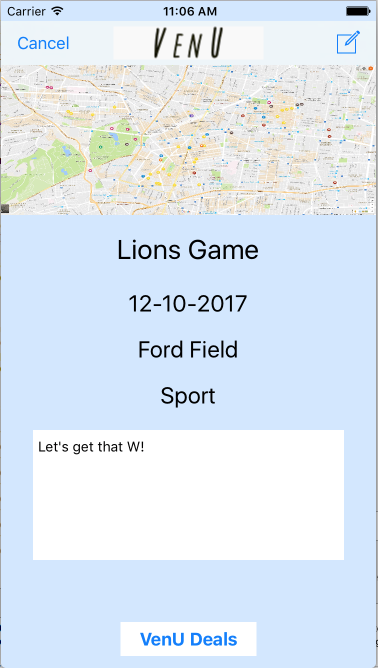 Carrier 11:06 AM
Cancel VenU
Lions Game
12-10-2017
Ford Field
Sport
Let's get that W!
VenU Deals